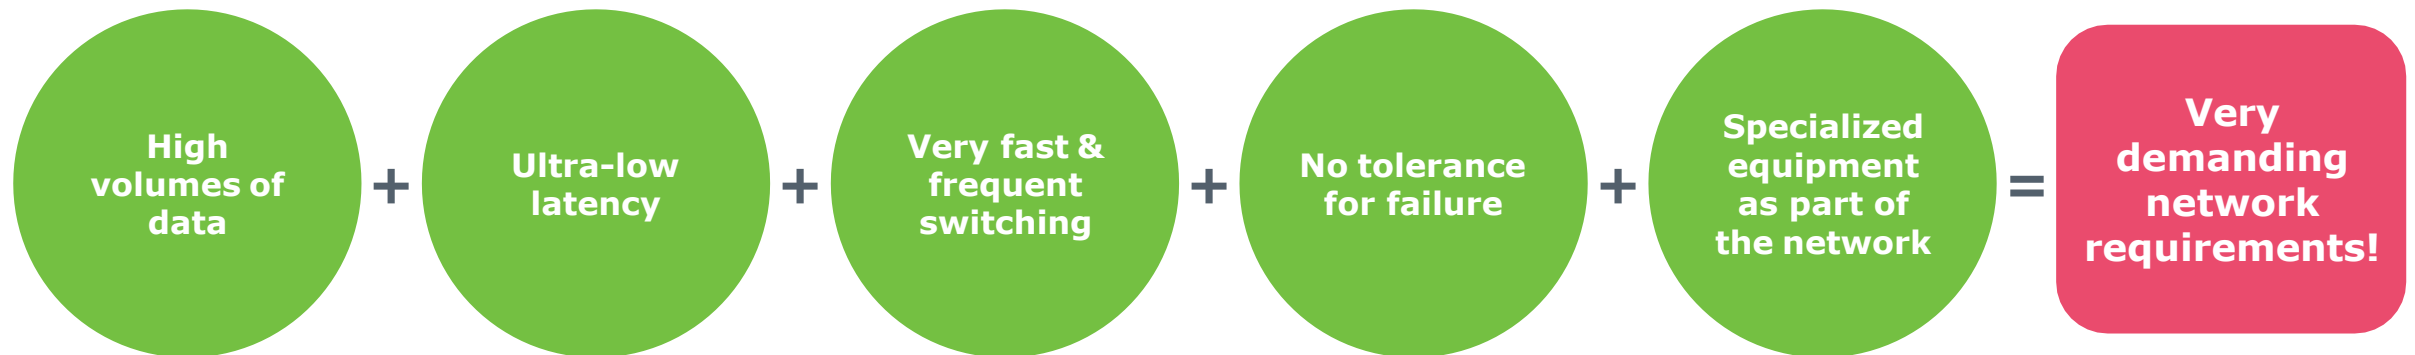 High
volumes of
data
+
Ultra-low
latency
+
Very fast &
frequent
switching
+
No tolerance
for failure
+
Specialized
equipment
as part of
the network
=
Very
demanding
network
requirements!